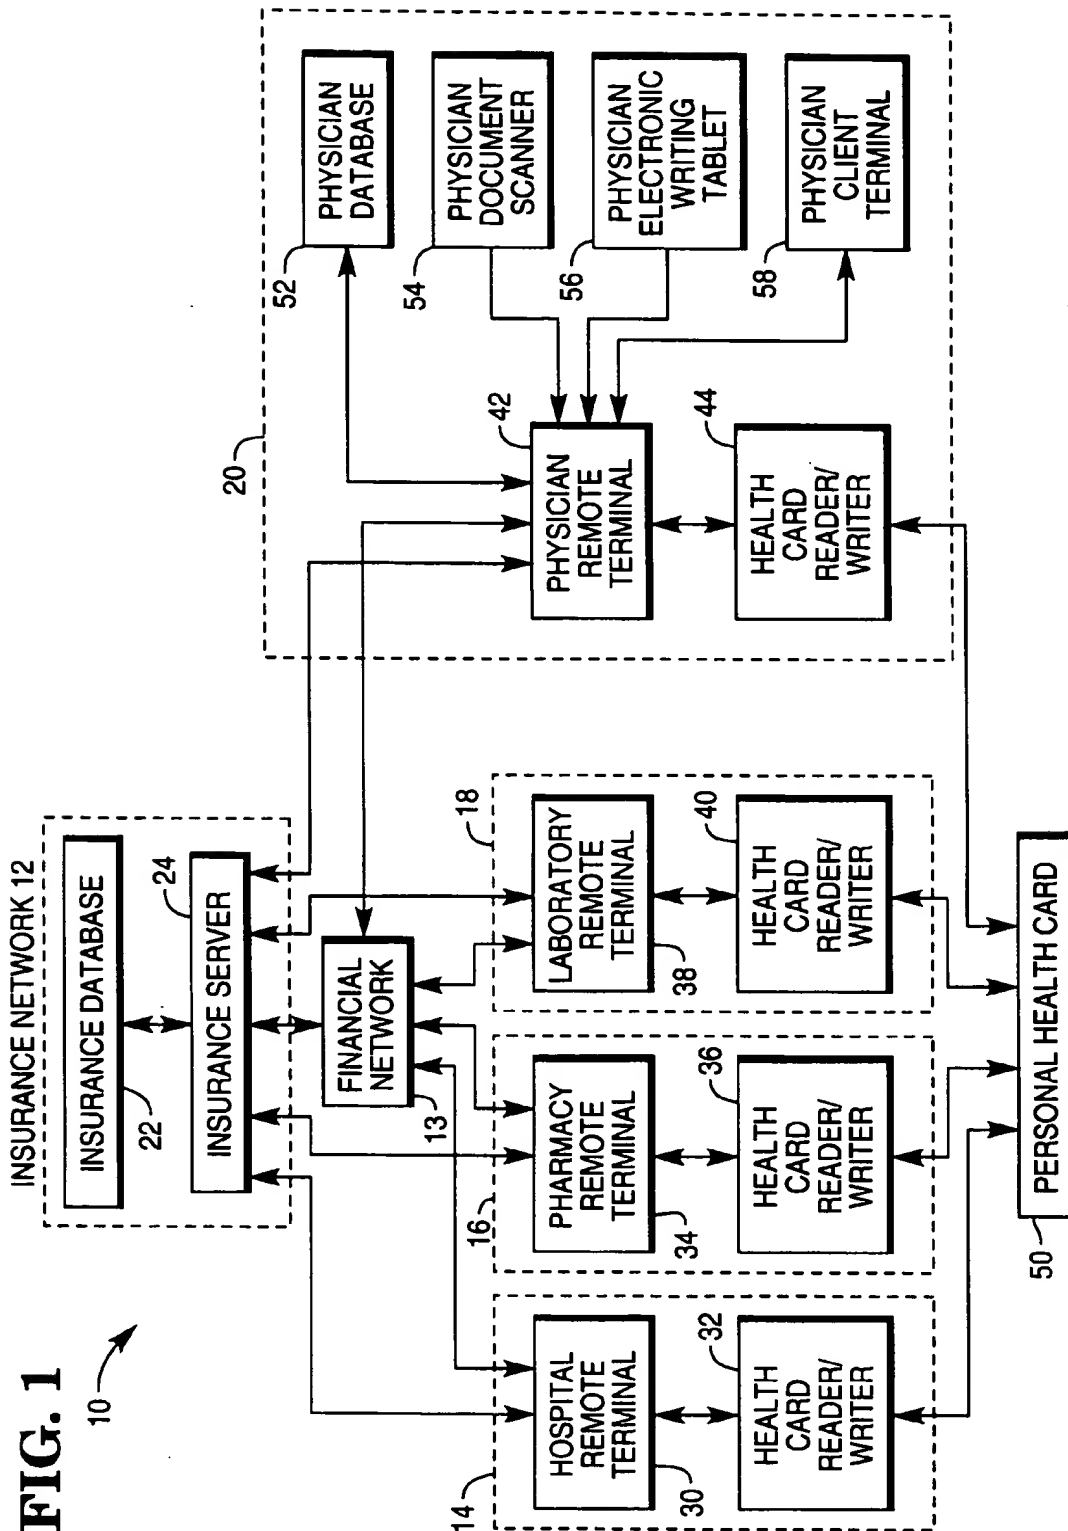 FIG. 1
10
INSURANCE NETWORK 12
INSURANCE DATABASE
22
24
INSURANCE SERVER
FINANCIAL
NETWORK
13
14
HOSPITAL
REMOTE
TERMINAL
30
32
HEALTH
CARD
READER/
WRITER
16
PHARMACY
REMOTE
TERMINAL
34
36
HEALTH
CARD
READER/
WRITER
18
LABORATORY
REMOTE
TERMINAL
38
40
HEALTH
CARD
READER/
WRITER
20
42
PHYSICIAN
REMOTE
TERMINAL
44
HEALTH
CARD
READER/
WRITER
52
PHYSICIAN
DATABASE
54
PHYSICIAN
DOCUMENT
SCANNER
56
PHYSICIAN
ELECTRONIC
WRITING
TABLET
58
PHYSICIAN
CLIENT
TERMINAL
50
PERSONAL HEALTH CARD